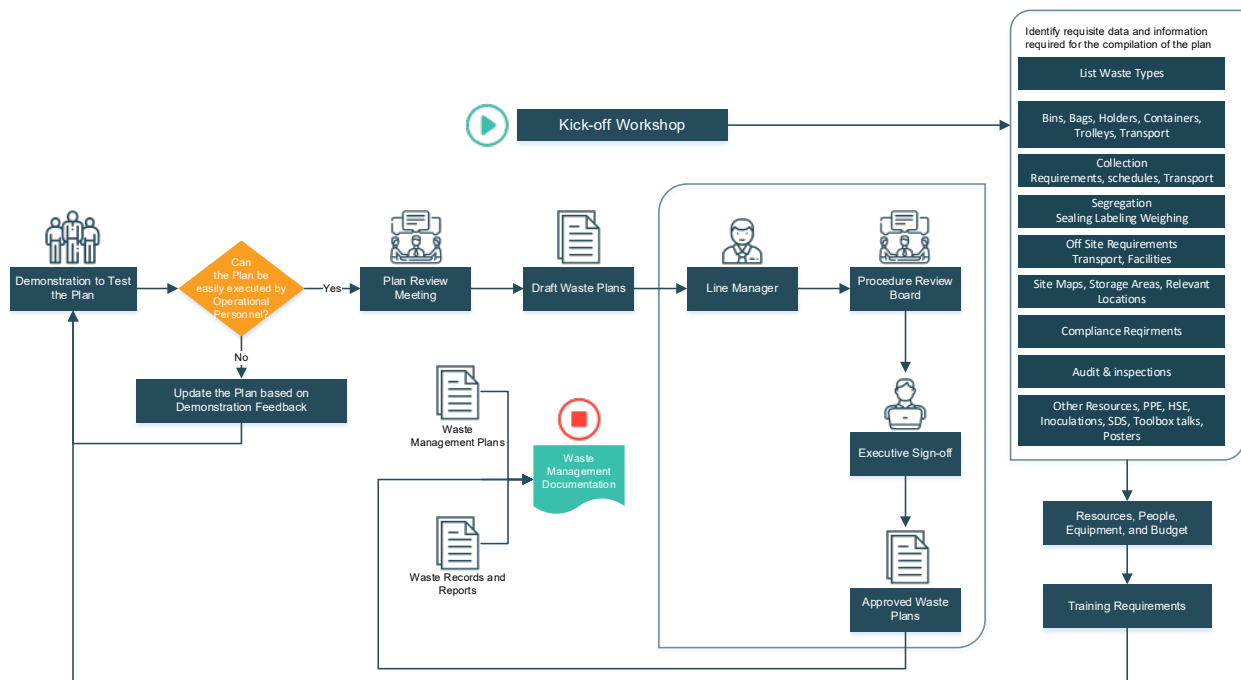 Identify requisite data and information
required for the compilation of the plan
List Waste Types
Kick-off Workshop
Bins, Bags, Holders, Containers,
Trolleys, Transport
Collection
Requirements, schedules, Transport
Segregation
Sealing Labeling Weighing
Off Site Requirements
Transport, Facilities
Site Maps, Storage Areas, Relevant
Locations
Compliance Reqirments
Audit & inspections
Other Resources, PPE, HSE,
Inoculations, SDS, Toolbox talks,
Posters
Resources, People,
Equipment, and Budget
Training Requirements
Demonstration to Test
the Plan
Can
the Plan be
easily executed by
Operational
Personnel?
Yes
No
Update the Plan based on
Demonstration Feedback
Plan Review
Meeting
Draft Waste Plans
Line Manager
Procedure Review
Board
Executive Sign-off
Approved Waste
Plans
Waste
Management Plans
Waste
Management
Documentation
Waste Records and
Reports